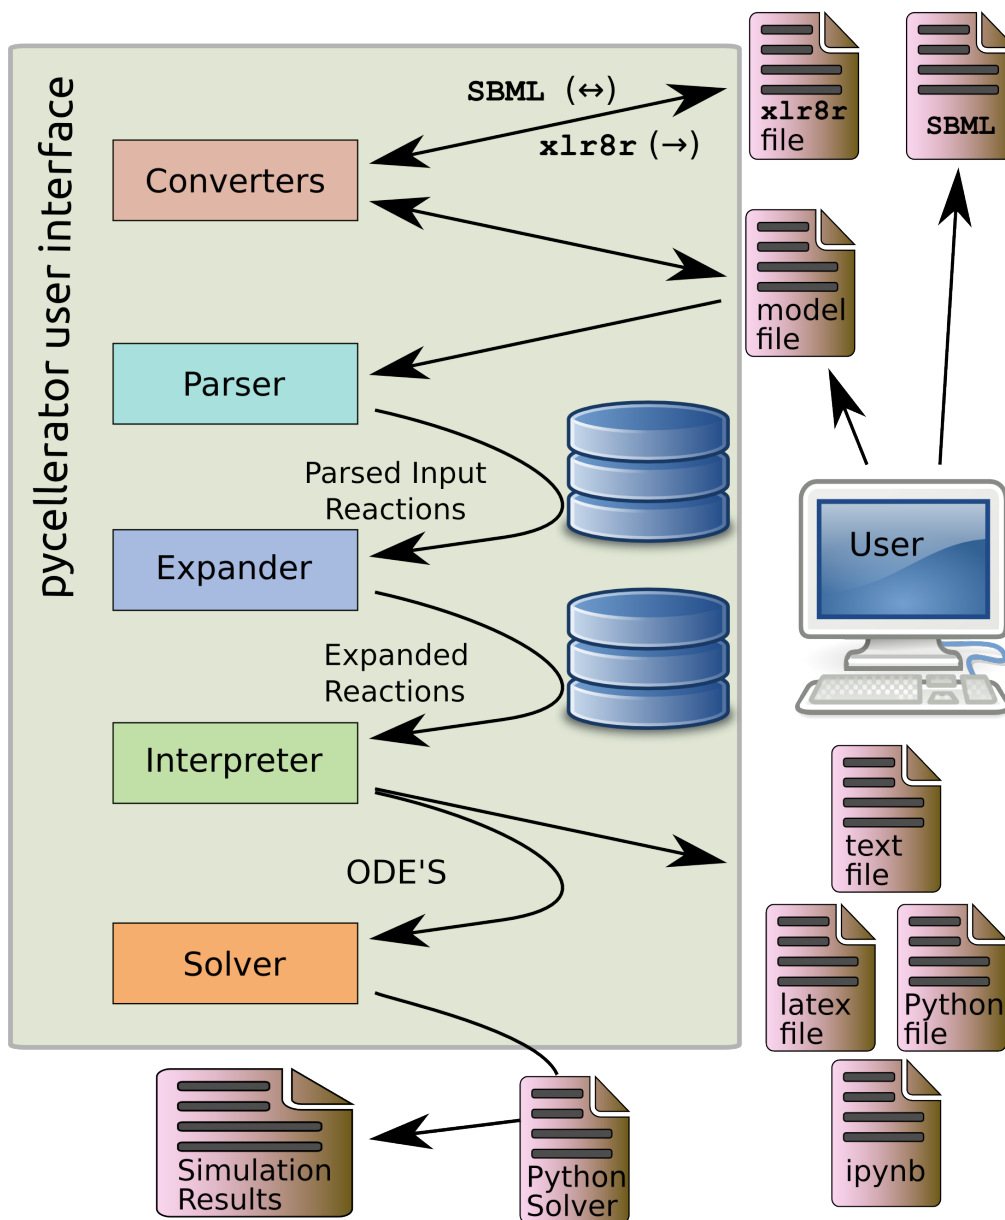 pycellerator user interface
SBML (↔)
xlr8r (→)
xlr8r
file
SBML
Converters
model
file
Parser
Parsed Input
Reactions
User
Expander
Expanded
Reactions
Interpreter
text
file
ODE'S
Solver
latex
file
Python
file
Simulation
Results
Python
Solver
ipynb